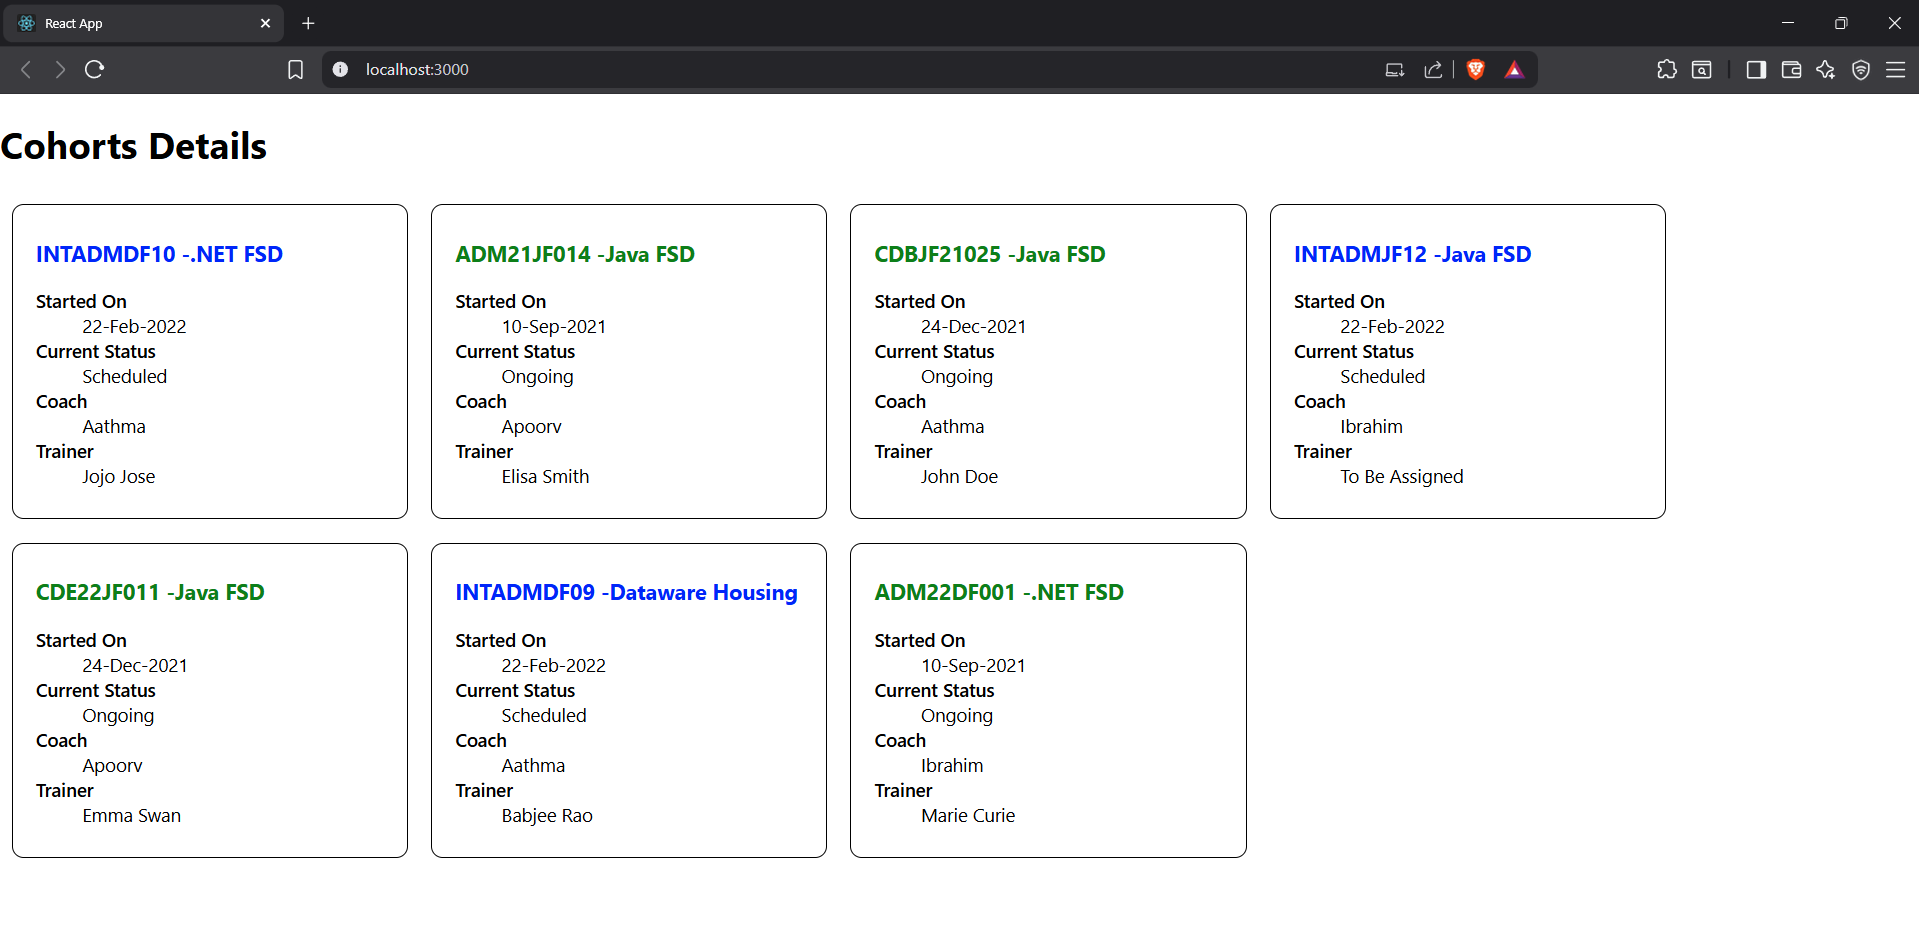 React App
localhost:3000
Cohorts Details
INTADMDF10 -.NET FSD
Started On
22-Feb-2022
Current Status
Scheduled
Coach
Aathma
Trainer
Jojo Jose
ADM21JF014 -Java FSD
Started On
10-Sep-2021
Current Status
Ongoing
Coach
Apoorv
Trainer
Elisa Smith
CDBJF21025 -Java FSD
Started On
24-Dec-2021
Current Status
Ongoing
Coach
Aathma
Trainer
John Doe
INTADMJF12 -Java FSD
Started On
22-Feb-2022
Current Status
Scheduled
Coach
Ibrahim
Trainer
To Be Assigned
CDE22JF011 -Java FSD
Started On
24-Dec-2021
Current Status
Ongoing
Coach
Apoorv
Trainer
Emma Swan
INTADMDF09 -Dataware Housing
Started On
22-Feb-2022
Current Status
Scheduled
Coach
Aathma
Trainer
Babjee Rao
ADM22DF001 -.NET FSD
Started On
10-Sep-2021
Current Status
Ongoing
Coach
Ibrahim
Trainer
Marie Curie